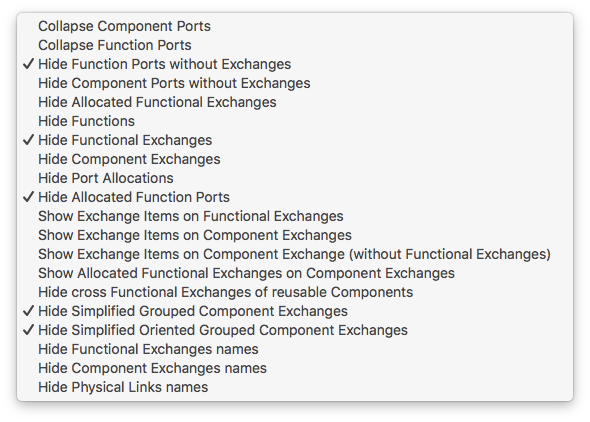 Collapse Component Ports
Collapse Function Ports
✓ Hide Function Ports without Exchanges
Hide Component Ports without Exchanges
Hide Allocated Functional Exchanges
Hide Functions
✓ Hide Functional Exchanges
Hide Component Exchanges
Hide Port Allocations
✓ Hide Allocated Function Ports
Show Exchange Items on Functional Exchanges
Show Exchange Items on Component Exchanges
Show Exchange Items on Component Exchange (without Functional Exchanges)
Show Allocated Functional Exchanges on Component Exchanges
Hide cross Functional Exchanges of reusable Components
✓ Hide Simplified Grouped Component Exchanges
✓ Hide Simplified Oriented Grouped Component Exchanges
Hide Functional Exchanges names
Hide Component Exchanges names
Hide Physical Links names